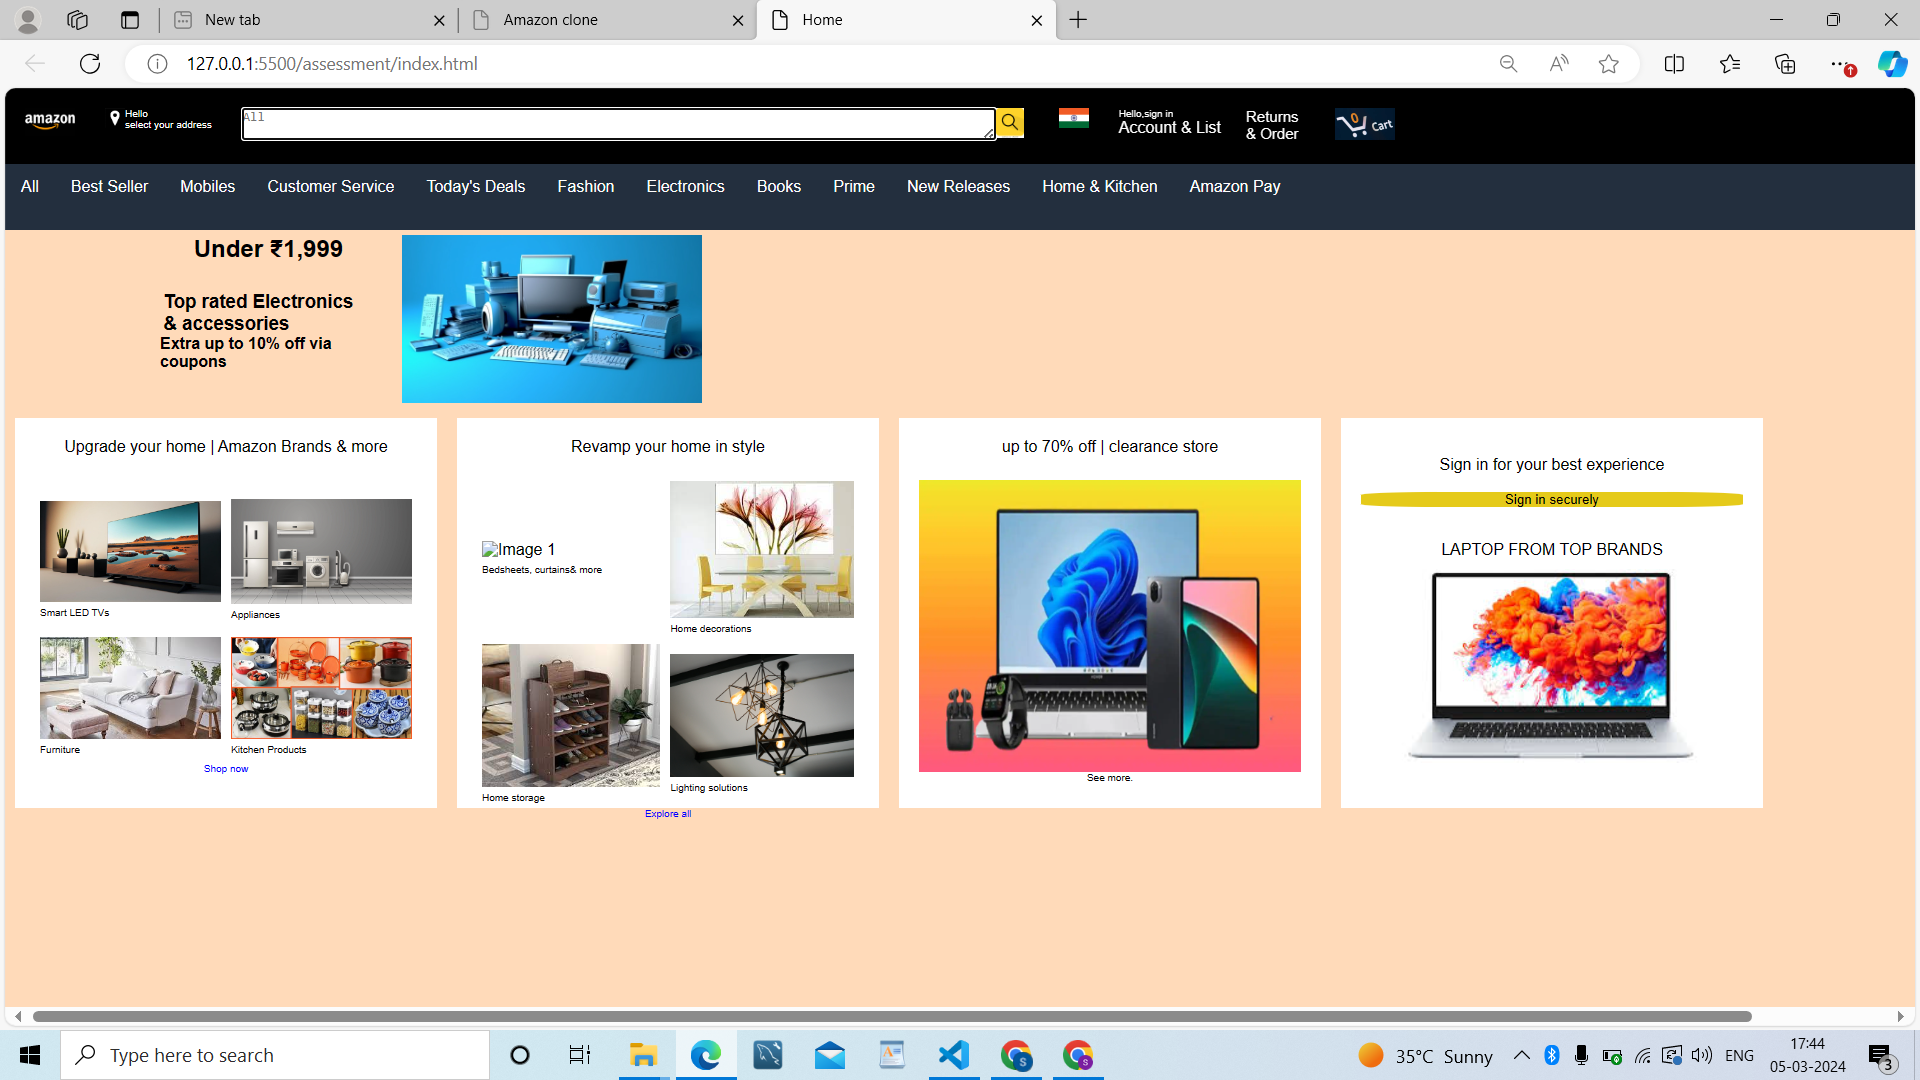 New tab
Amazon clone
Home
127.0.0.1:5500/assessment/index.html
amazon
Hello
select your address
All
Hello,sign in
Account & List
Returns
& Order
0
Cart
All
Best Seller
Mobiles
Customer Service
Today's Deals
Fashion
Electronics
Books
Prime
New Releases
Home & Kitchen
Amazon Pay
Under ₹1,999
Top rated Electronics
& accessories
Extra up to 10% off via
coupons
Upgrade your home | Amazon Brands & more
Smart LED TVs
Appliances
Furniture
Kitchen Products
Shop now
Revamp your home in style
Image 1
Bedsheets, curtains& more
Home decorations
Home storage
Lighting solutions
Explore all
up to 70% off | clearance store
See more.
Sign in for your best experience
Sign in securely
LAPTOP FROM TOP BRANDS
Type here to search
S
S
35°C Sunny
ENG
17:44
05-03-2024
3